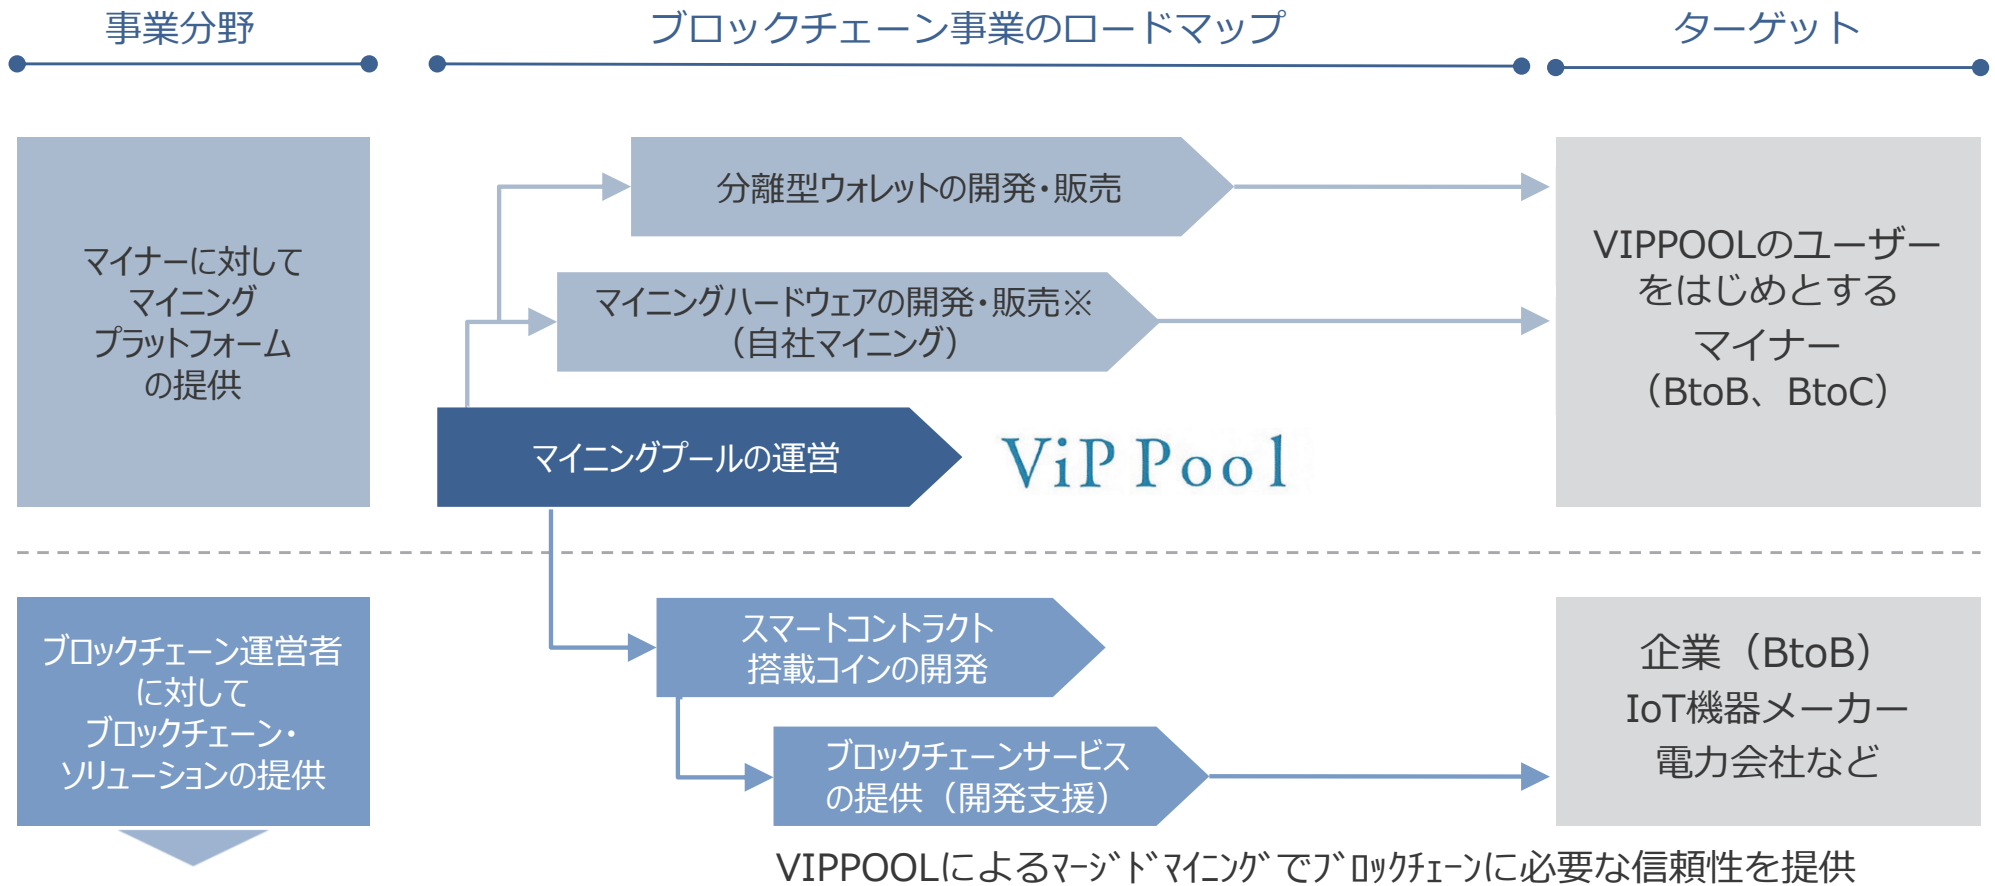 事業分野
ブロックチェーン事業のロードマップ
ターゲット
マイナーに対して
マイニング
プラットフォーム
の提供
分離型ウォレットの開発・販売
マイニングハードウェアの開発・販売※
（自社マイニング）
マイニングプールの運営
ViP Pool
VIPPOOLのユーザー
をはじめとする
マイナー
（BtoB、BtoC）
ブロックチェーン運営者
に対して
ブロックチェーン・
ソリューションの提供
スマートコントラクト
搭載コインの開発
ブロックチェーンサービス
の提供（開発支援）
企業（BtoB）
IoT機器メーカー
電力会社など
VIPPOOLによるﾏｰｼﾞﾄﾞﾏｲﾆﾝｸﾞでﾌﾞﾛｯｸﾁｪｰﾝに必要な信頼性を提供